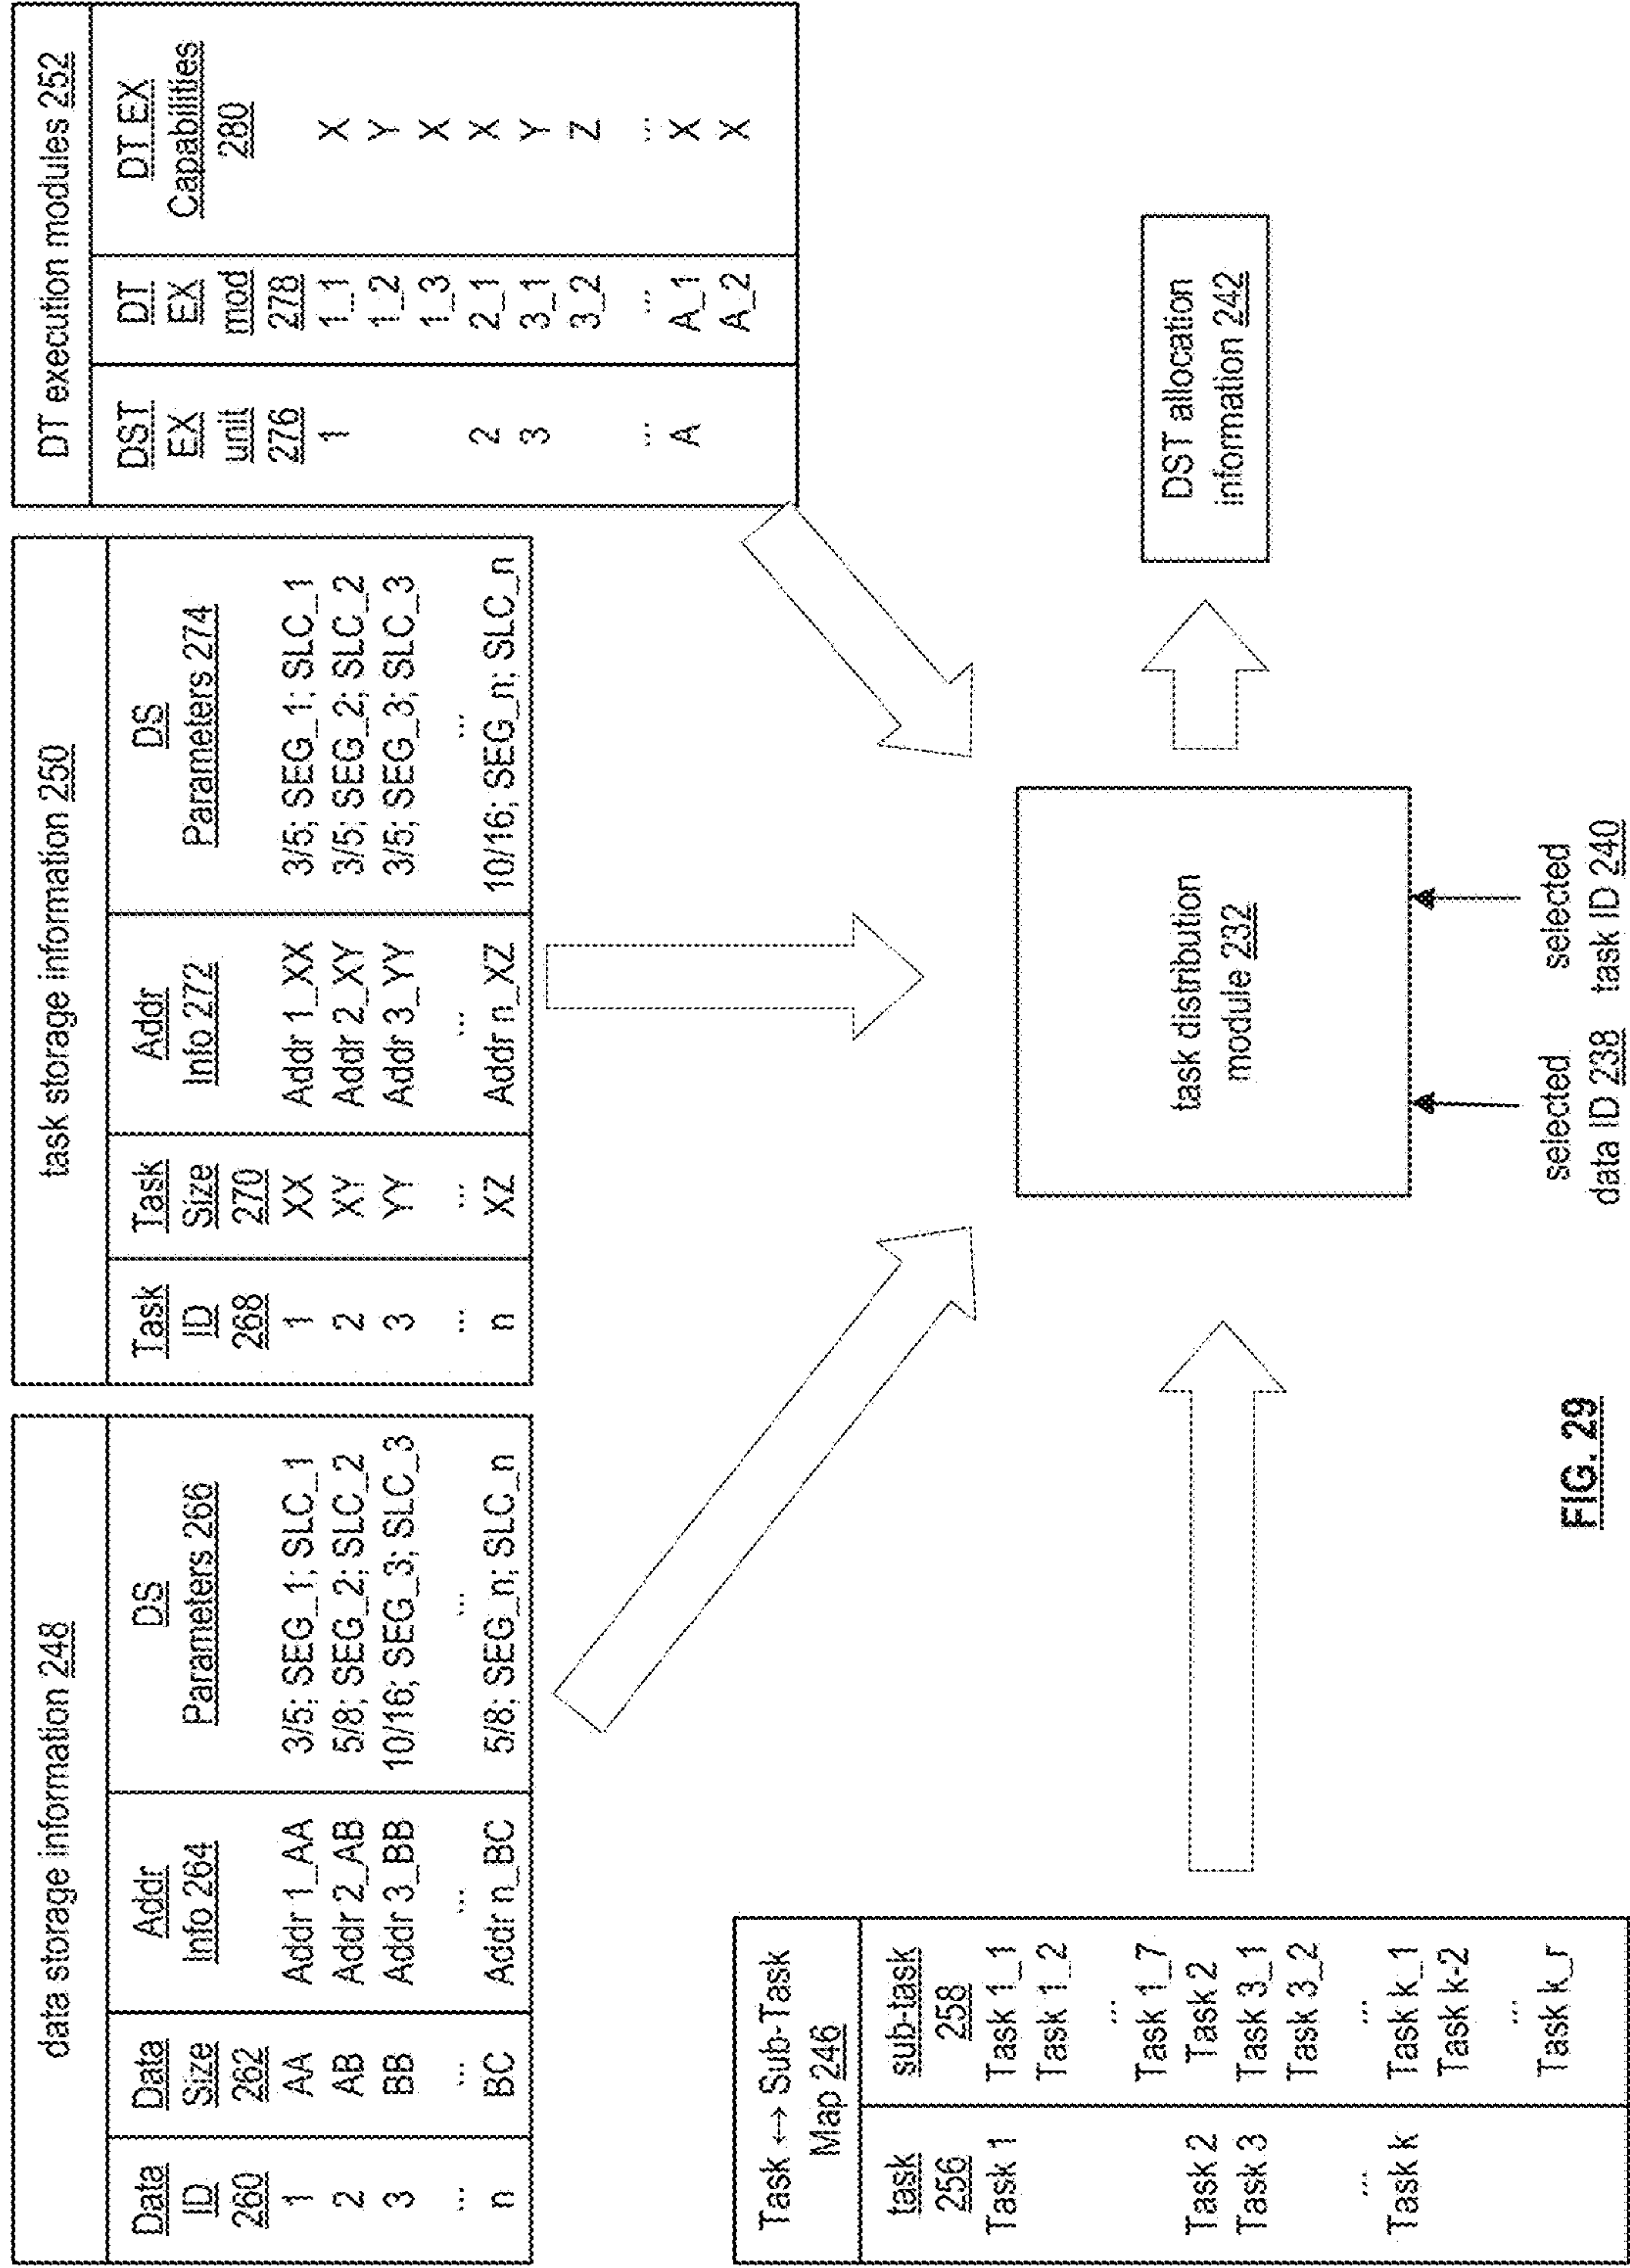 data storage information 248
Data ID 260 | Data Size 262 | Addr Info 264 | DS Parameters 266
1 | AA | Addr 1_AA | 3/5; SEG_1; SLC_1
2 | AB | Addr 2_AB | 5/8; SEG_2; SLC_2
3 | BB | Addr 3_BB | 10/16; SEG_3; SLC_3
... | ... | ... | ...
n | BC | Addr n_BC | 5/8; SEG_n; SLC_n
task storage information 250
Task ID 268 | Task Size 270 | Addr Info 272 | DS Parameters 274
1 | XX | Addr 1_XX | 3/5; SEG_1; SLC_1
2 | XY | Addr 2_XY | 3/5; SEG_2; SLC_2
3 | YY | Addr 3_YY | 3/5; SEG_3; SLC_3
... | ... | ... | ...
n | XZ | Addr n_XZ | 10/16; SEG_n; SLC_n
DT execution modules 252
DST EX unit 276 | DT EX mod 278 | DT EX Capabilities 280
1 | 1_1 | X
1_2 | Y
1_3 | X
2 | 2_1 | X
3 | 3_1 | Y
3_2 | Z
... | ... | ...
A | A_1 | X
A_2 | X
Task ↔ Sub-Task
Map 246
task 256 | sub-task 258
Task 1 | Task 1_1
Task 1_2
...
Task 1_7
Task 2 | Task 2
Task 3 | Task 3_1
Task 3_2
... | ...
Task k | Task k_1
Task k-2
...
Task k_r
task distribution
module 232
DST allocation
information 242
selected
data ID 238
selected
task ID 240
FIG. 29